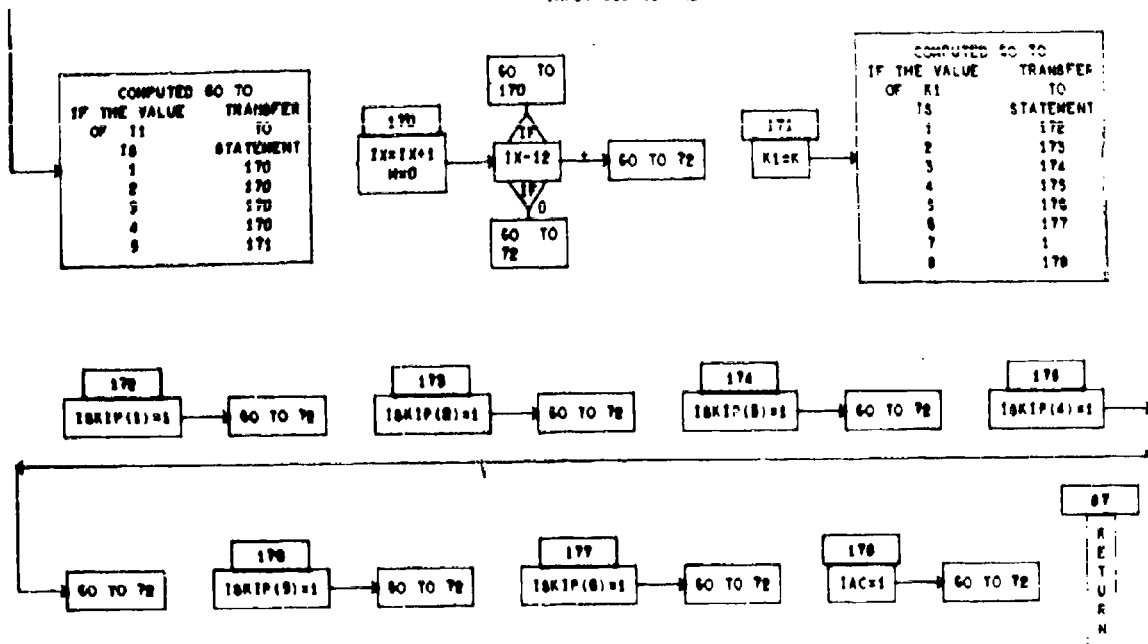 COMPUTED GO TO
IF THE VALUE TRANSFER
OF I1 TO
IS STATEMENT
1 170
2 170
3 170
4 170
5 171
170
IX=IX+1
M=0
GO TO
170
IF
IX-12
IF
0
GO TO
72
+
GO TO 72
171
K1=K
COMPUTED GO TO
IF THE VALUE TRANSFER
OF K1 TO
IS STATEMENT
1 172
2 173
3 174
4 175
5 176
6 177
7 1
8 178
172
ISKIP(1)=1
GO TO 72
173
ISKIP(2)=1
GO TO 72
174
ISKIP(3)=1
GO TO 72
175
ISKIP(4)=1
GO TO 72
176
ISKIP(5)=1
GO TO 72
177
ISKIP(6)=1
GO TO 72
178
IAC=1
GO TO 72
87
RETURN